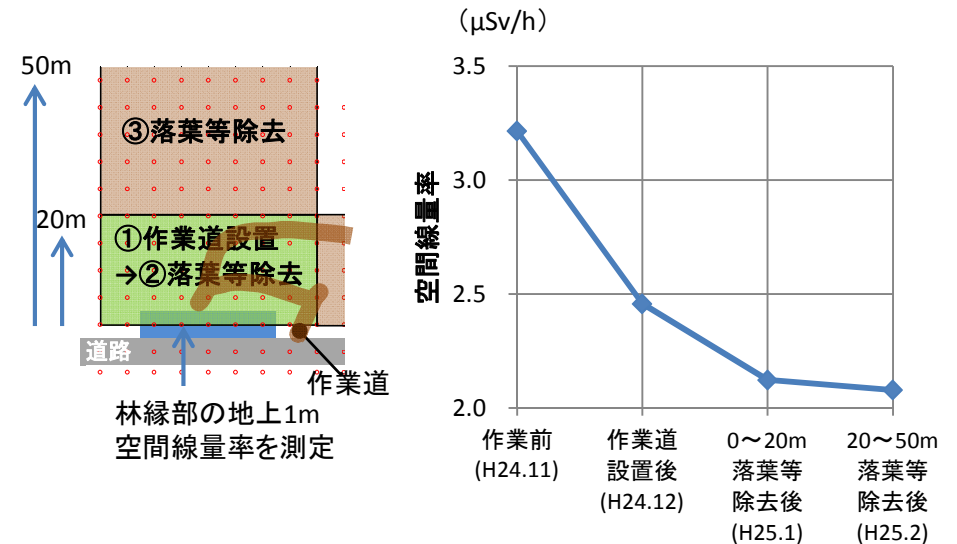 50m
20m
③落葉等除去
①作業道設置
→②落葉等除去
道路
作業道
林縁部の地上1m
空間線量率を測定
（μSv/h）
空間線量率
3.5
3.0
2.5
2.0
作業前
(H24.11)
作業道
設置後
(H24.12)
0〜20m
落葉等
除去後
(H25.1)
20〜50m
落葉等
除去後
(H25.2)